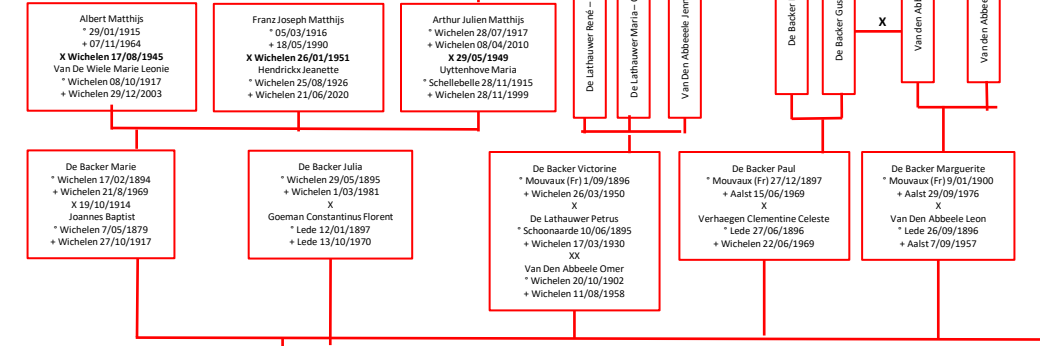 Albert Matthijs
° 29/01/1915
+ 07/11/1964
X Wichelen 17/08/1945
Van De Wiele Marie Leonie
° Wichelen 08/10/1917
+ Wichelen 29/12/2003
Franz Joseph Matthijs
° 05/03/1916
+ 18/05/1990
X Wichelen 26/01/1951
Hendrickx Jeanette
° Wichelen 25/08/1926
+ Wichelen 21/06/2020
Arthur Julien Matthijs
° Wichelen 28/07/1917
+ Wichelen 08/04/2010
X 29/05/1949
Uyttenhove Maria
° Schellebelle 28/11/1915
+ Wichelen 28/11/1999
De Lathauwer René –
De Lathauwer Maria –
Van Den Abbeeele
De Backer
De Backer
X
Van den
Van den
De Backer Marie
° Wichelen 17/02/1894
+ Wichelen 21/8/1969
X 19/10/1914
Joannes Baptist
° Wichelen 7/05/1879
+ Wichelen 27/10/1917
De Backer Julia
° Wichelen 29/05/1895
+ Wichelen 1/03/1981
X
Goeman Constantinus Florent
° Lede 12/01/1897
+ Lede 13/10/1970
De Backer Victorine
° Mouvaux (Fr) 1/09/1896
+ Wichelen 26/03/1950
X
De Lathauwer Petrus
° Schoonaarde 10/06/1895
+ Wichelen 17/03/1930
XX
Van Den Abbeele Omer
° Wichelen 20/10/1902
+ Wichelen 11/08/1958
De Backer Paul
° Mouvaux (Fr) 27/12/1897
+ Aalst 15/06/1969
X
Verhaegen Clementine Celeste
° Lede 27/06/1896
+ Wichelen 22/06/1969
De Backer Marguerite
° Mouvaux (Fr) 9/01/1900
+ Aalst 29/09/1976
X
Van Den Abbeele Leon
° Lede 26/09/1896
+ Aalst 7/09/1957